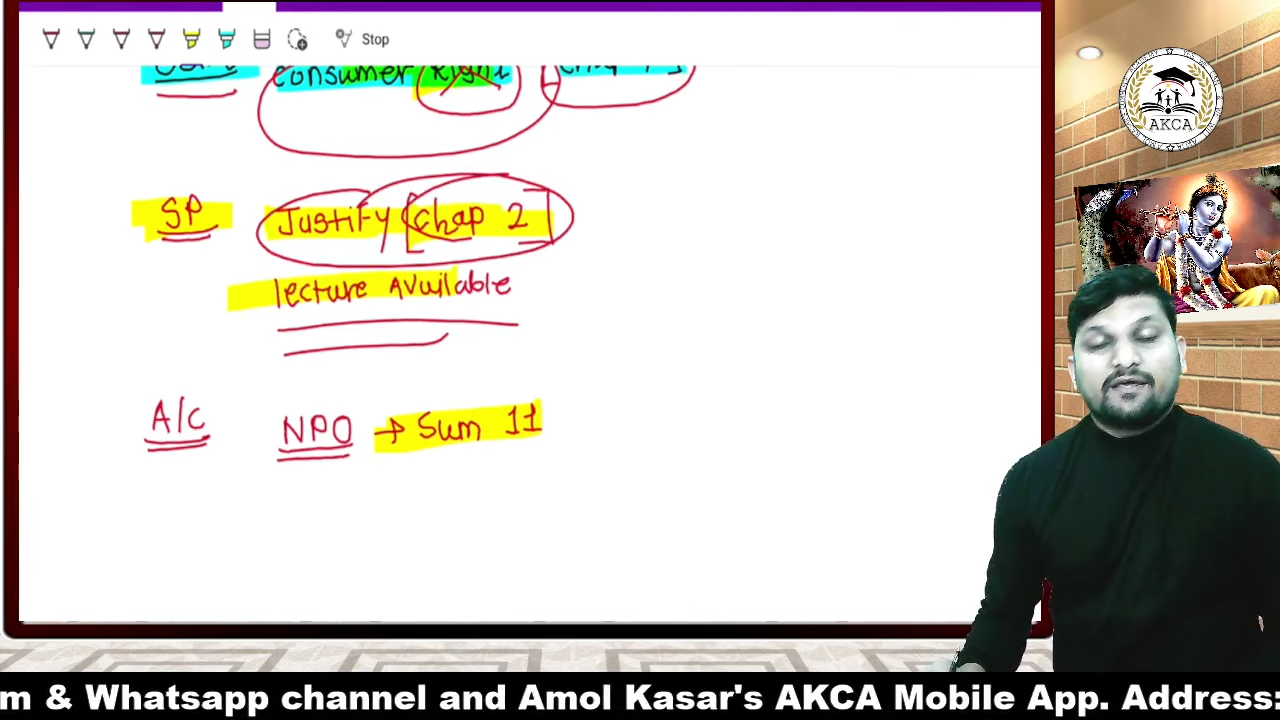 Stop
consumer Right
SP Justify [chap 2]
lecture Available
A/c NPO → Sum 11
AKCA
m & Whatsapp channel and Amol Kasar's AKCA Mobile App. Address: